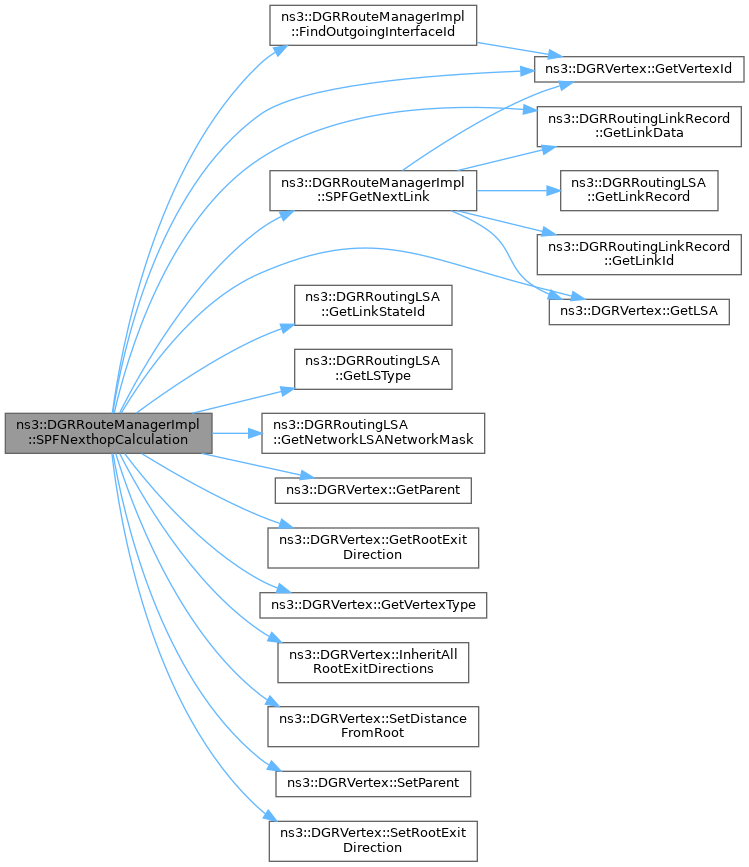 ns3::DGRRouteManagerImpl
::SPFNexthopCalculation
ns3::DGRRouteManagerImpl
::FindOutgoingInterfaceId
ns3::DGRVertex::GetVertexId
ns3::DGRRoutingLinkRecord
::GetLinkData
ns3::DGRRouteManagerImpl
::SPFGetNextLink
ns3::DGRRoutingLSA
::GetLinkRecord
ns3::DGRRoutingLinkRecord
::GetLinkId
ns3::DGRVertex::GetLSA
ns3::DGRRoutingLSA
::GetLinkStateId
ns3::DGRRoutingLSA
::GetLSType
ns3::DGRRoutingLSA
::GetNetworkLSANetworkMask
ns3::DGRVertex::GetParent
ns3::DGRVertex::GetRootExit
Direction
ns3::DGRVertex::GetVertexType
ns3::DGRVertex::InheritAll
RootExitDirections
ns3::DGRVertex::SetDistance
FromRoot
ns3::DGRVertex::SetParent
ns3::DGRVertex::SetRootExit
Direction